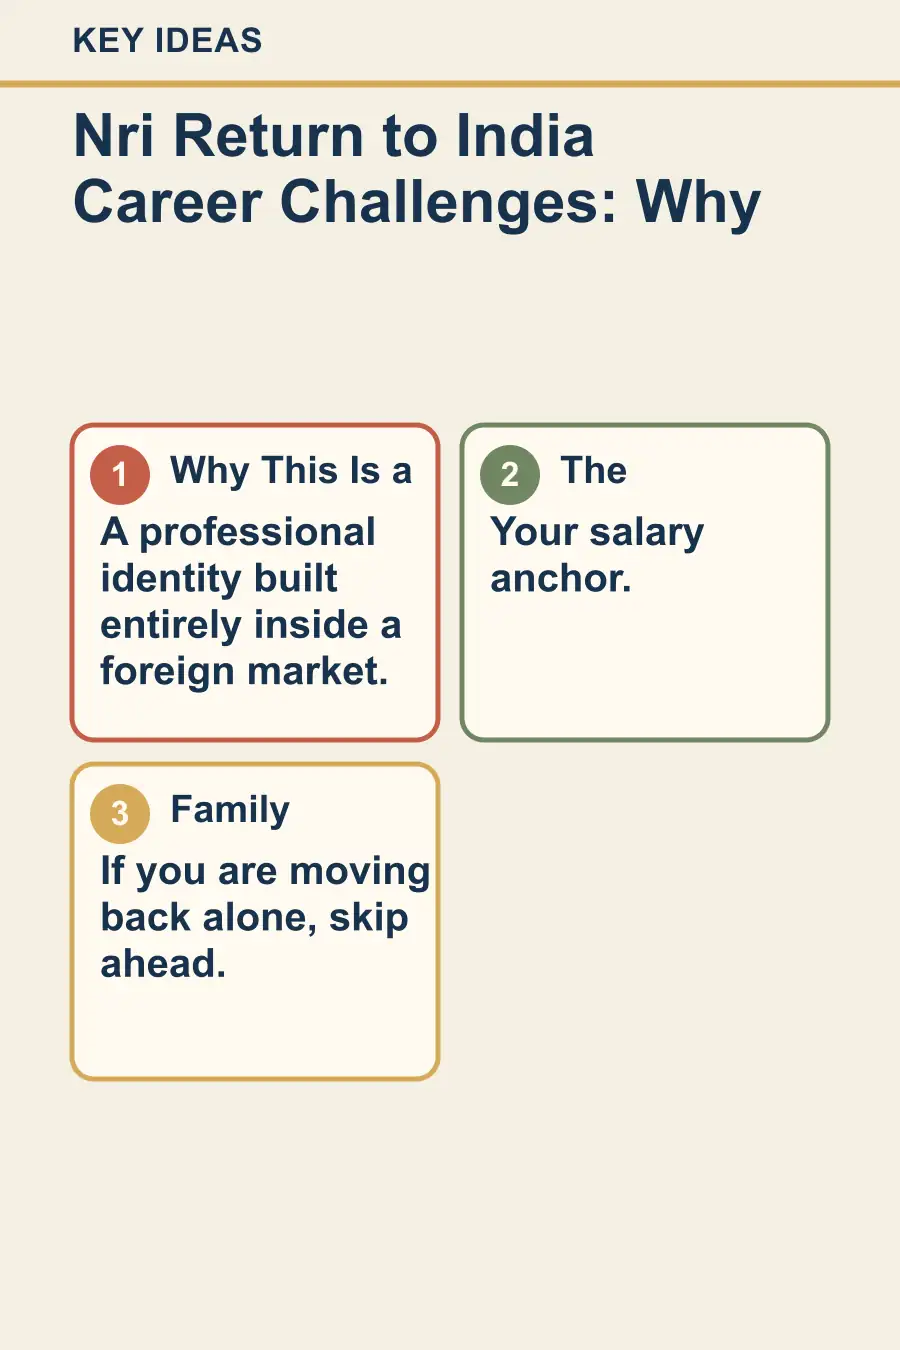 KEY IDEAS
Nri Return to India
Career Challenges: Why
1 Why This Is a
A professional
identity built
entirely inside a
foreign market.
2 The
Your salary
anchor.
3 Family
If you are moving
back alone, skip
ahead.